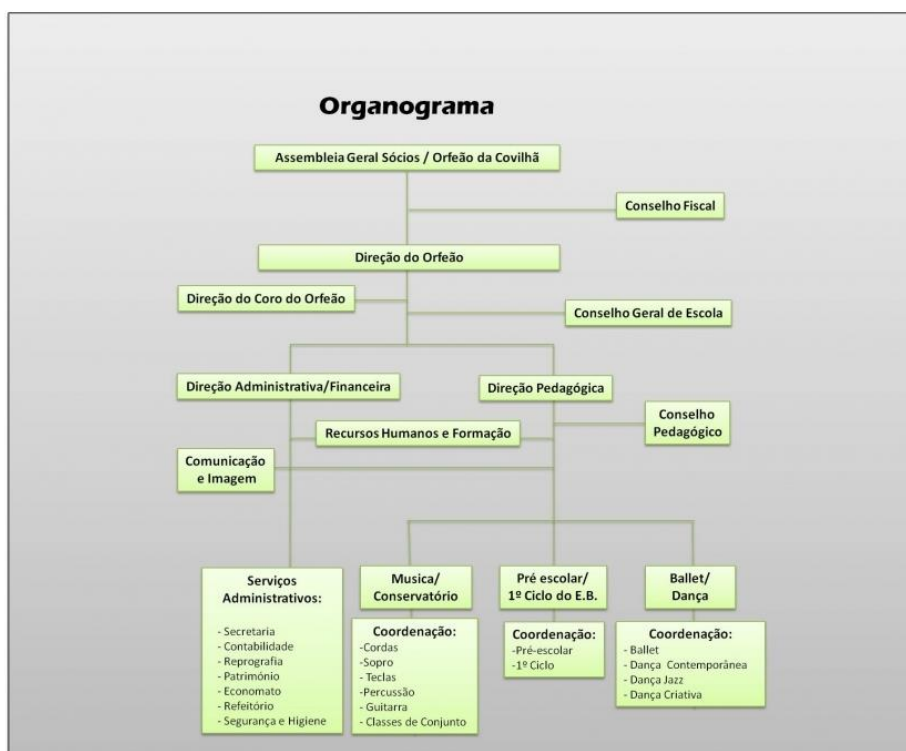 Organograma
Assembleia Geral Sócios / Orfeão da Covilhã
Conselho Fiscal
Direção do Orfeão
Direção do Coro do Orfeão
Conselho Geral de Escola
Direção Administrativa/Financeira
Direção Pedagógica
Recursos Humanos e Formação
Conselho
Pedagógico
Comunicação
e Imagem
Serviços
Administrativos:
- Secretaria
- Contabilidade
- Reprografia
- Património
- Economato
- Refeitório
- Segurança e Higiene
Musica/
Conservatório
Coordenação:
-Cordas
-Sopro
- Teclas
-Percussão
- Guitarra
- Classes de Conjunto
Pré escolar/
1º Ciclo do E.B.
Coordenação:
-Pré-escolar
-1º Ciclo
Ballet/
Dança
Coordenação:
- Ballet
- Dança Contemporânea
- Dança Jazz
- Dança Criativa